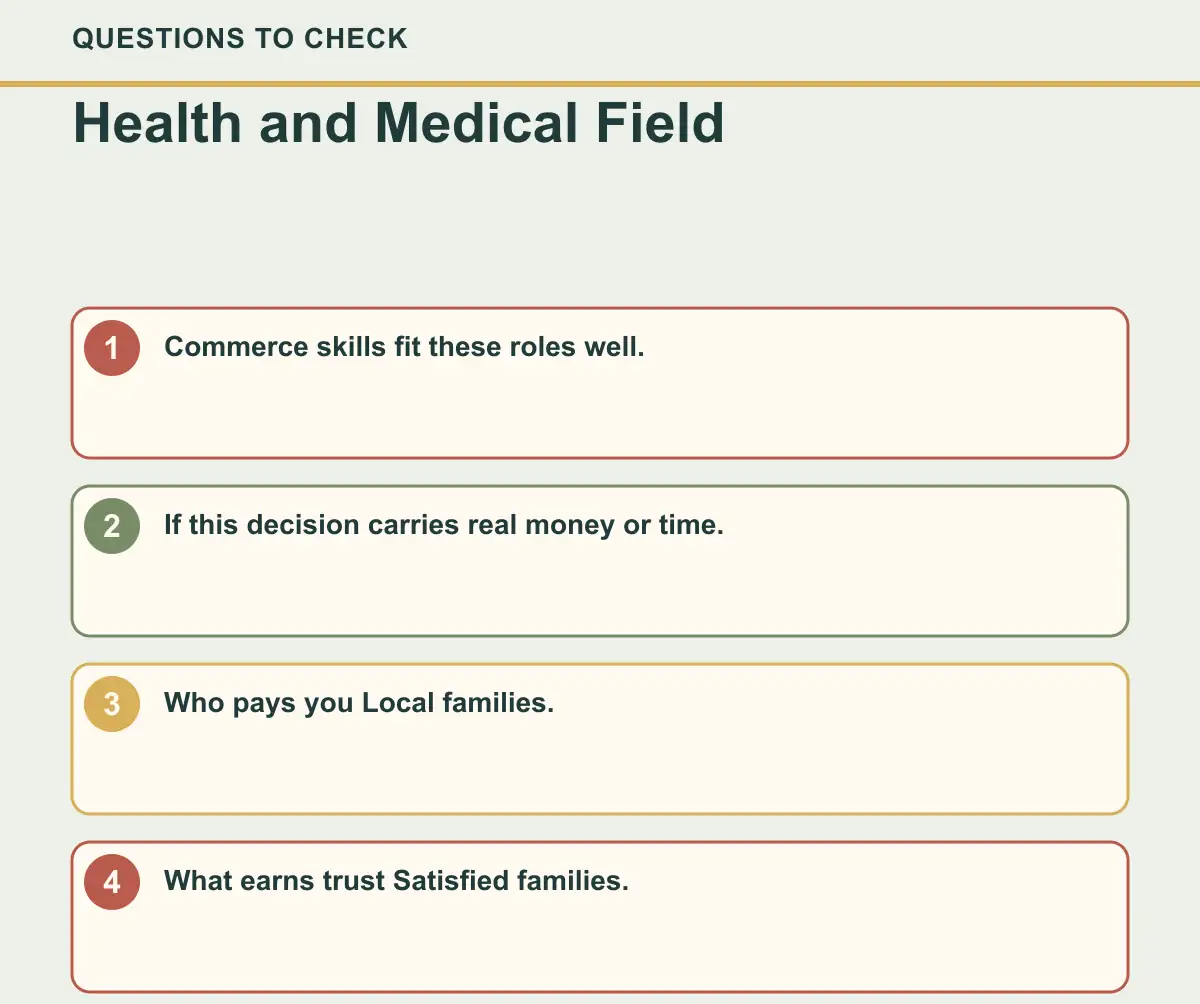 QUESTIONS TO CHECK
Health and Medical Field
1 Commerce skills fit these roles well.
2 If this decision carries real money or time.
3 Who pays you Local families.
4 What earns trust Satisfied families.